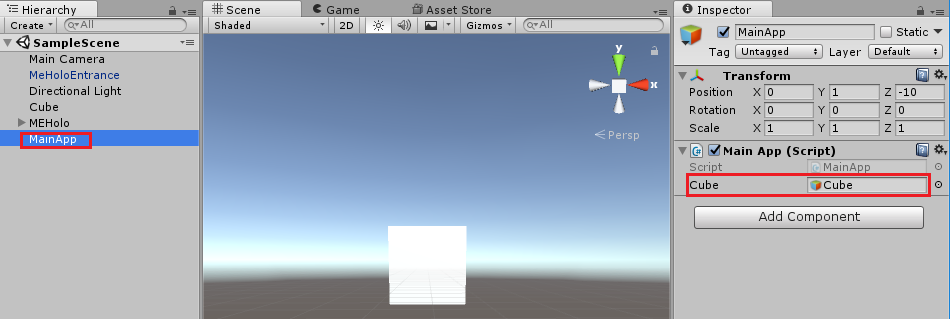 Hierarchy
Create
All
SampleScene
Main Camera
MeHoloEntrance
Directional Light
Cube
MEHolo
MainApp
Scene
Game
Asset Store
Shaded
2D
Gizmos
All
y
x
Persp
Inspector
MainApp
Static
Tag Untagged Layer Default
Transform
Position X 0 Y 1 Z -10
Rotation X 0 Y 0 Z 0
Scale X 1 Y 1 Z 1
Main App (Script)
Script MainApp
Cube Cube
Add Component